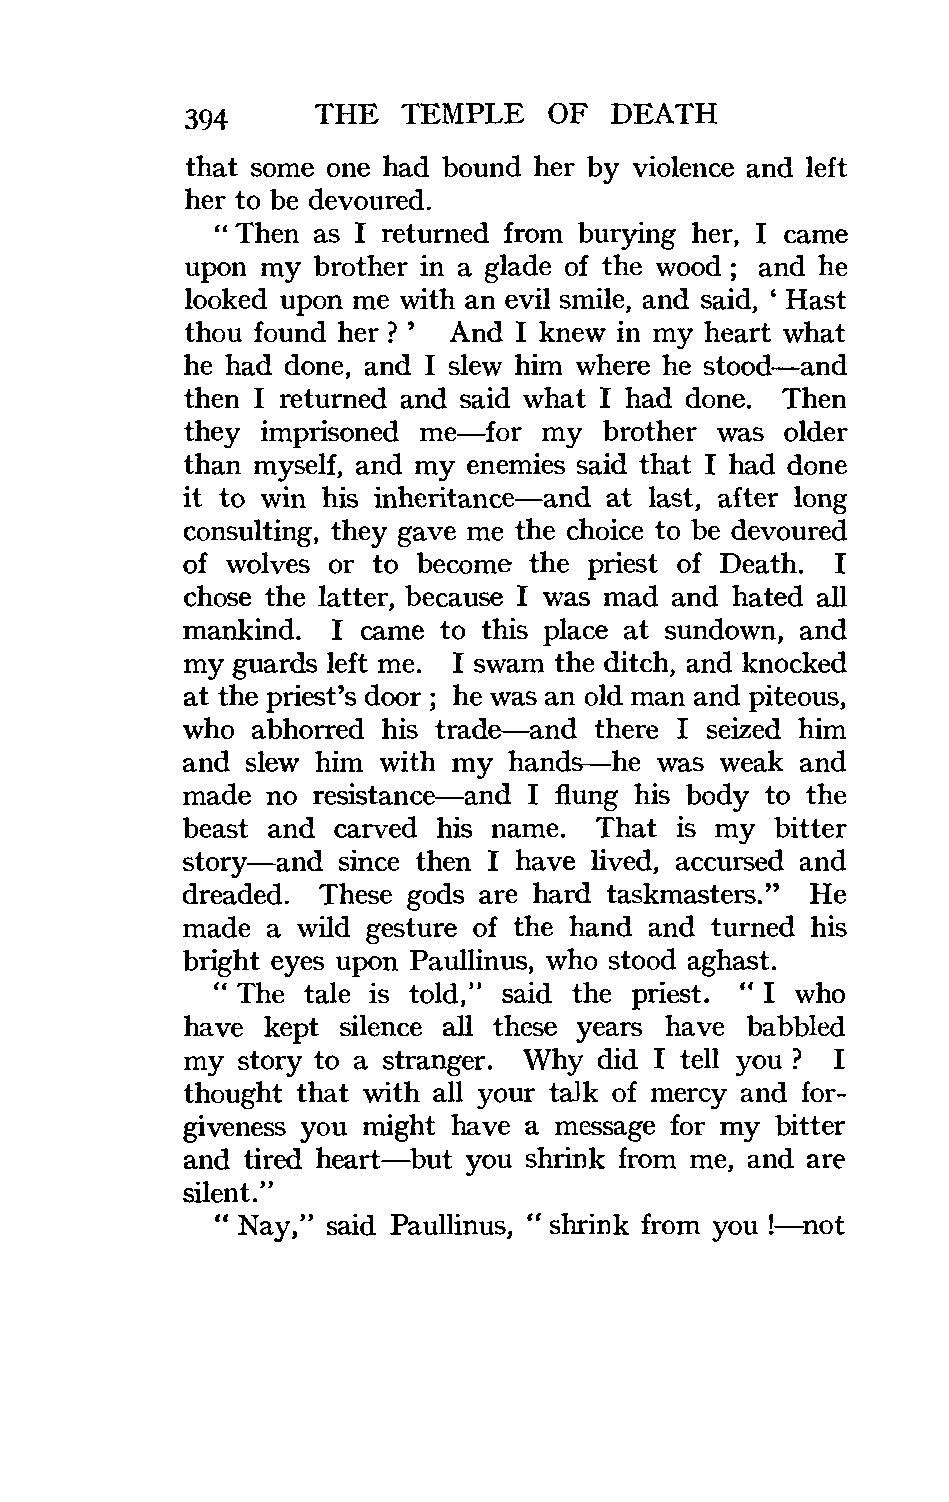 394 THE TEMPLE OF DEATH
that some one had bound her by violence and left
her to be devoured.
“ Then as I returned from burying her, I came
upon my brother in a glade of the wood ; and he
looked upon me with an evil smile, and said, ‘ Hast
thou found her ? ’ And I knew in my heart what
he had done, and I slew him where he stood—and
then I returned and said what I had done. Then
they imprisoned me—for my brother was older
than myself, and my enemies said that I had done
it to win his inheritance—and at last, after long
consulting, they gave me the choice to be devoured
of wolves or to become the priest of Death. I
chose the latter, because I was mad and hated all
mankind. I came to this place at sundown, and
my guards left me. I swam the ditch, and knocked
at the priest’s door ; he was an old man and piteous,
who abhorred his trade—and there I seized him
and slew him with my hands—he was weak and
made no resistance—and I flung his body to the
beast and carved his name. That is my bitter
story—and since then I have lived, accursed and
dreaded. These gods are hard taskmasters.” He
made a wild gesture of the hand and turned his
bright eyes upon Paullinus, who stood aghast.
“ The tale is told,” said the priest. “ I who
have kept silence all these years have babbled
my story to a stranger. Why did I tell you ? I
thought that with all your talk of mercy and for-
giveness you might have a message for my bitter
and tired heart—but you shrink from me, and are
silent.”
“ Nay,” said Paullinus, “ shrink from you !—not